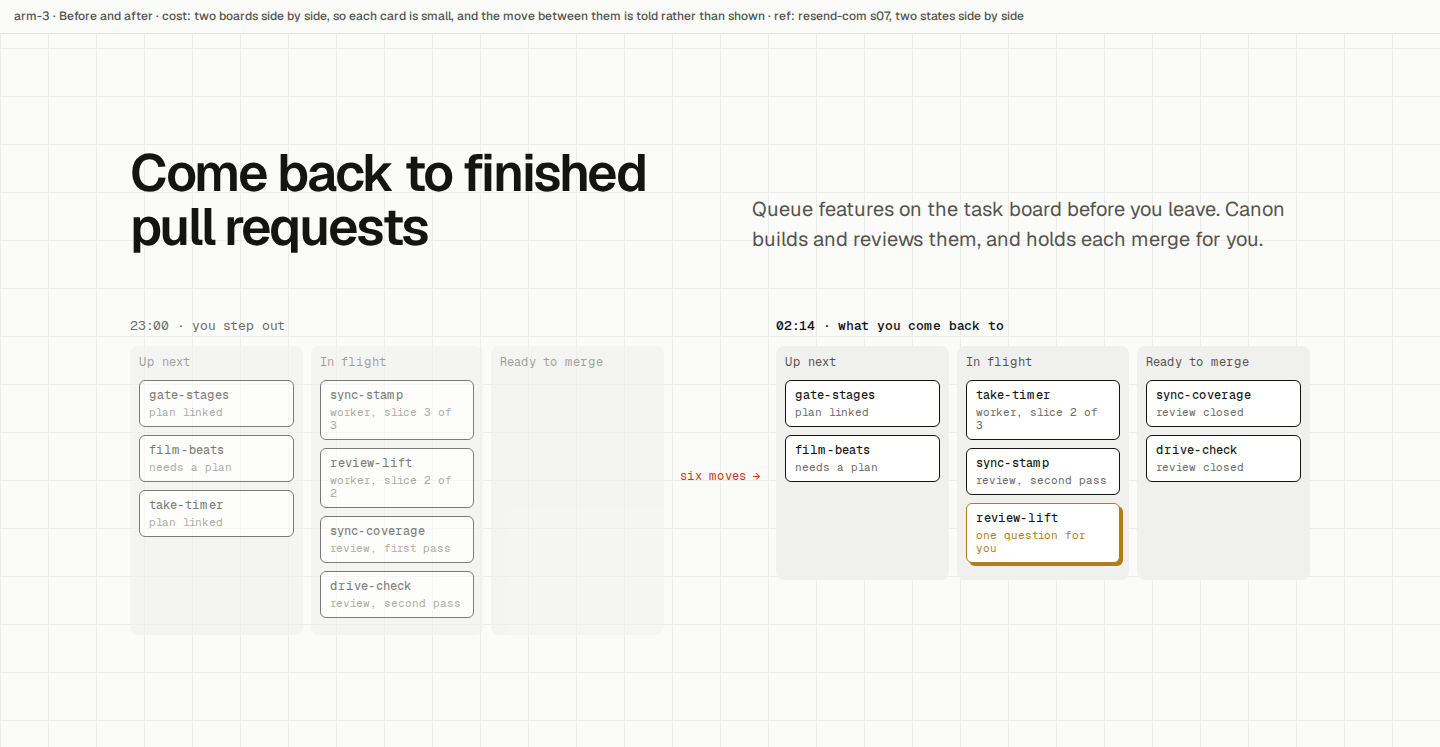 arm-3 · Before and after · cost: two boards side by side, so each card is small, and the move between them is told rather than shown · ref: resend-com s07, two states side by side
Come back to finished
pull requests
Queue features on the task board before you leave. Canon
builds and reviews them, and holds each merge for you.
23:00 · you step out
Up next
gate-stages
plan linked
film-beats
needs a plan
take-timer
plan linked
In flight
sync-stamp
worker, slice 3 of
3
review-lift
worker, slice 2 of
2
sync-coverage
review, first pass
drive-check
review, second pass
Ready to merge
six moves →
02:14 · what you come back to
Up next
gate-stages
plan linked
film-beats
needs a plan
In flight
take-timer
worker, slice 2 of
3
sync-stamp
review, second pass
review-lift
one question for
you
Ready to merge
sync-coverage
review closed
drive-check
review closed